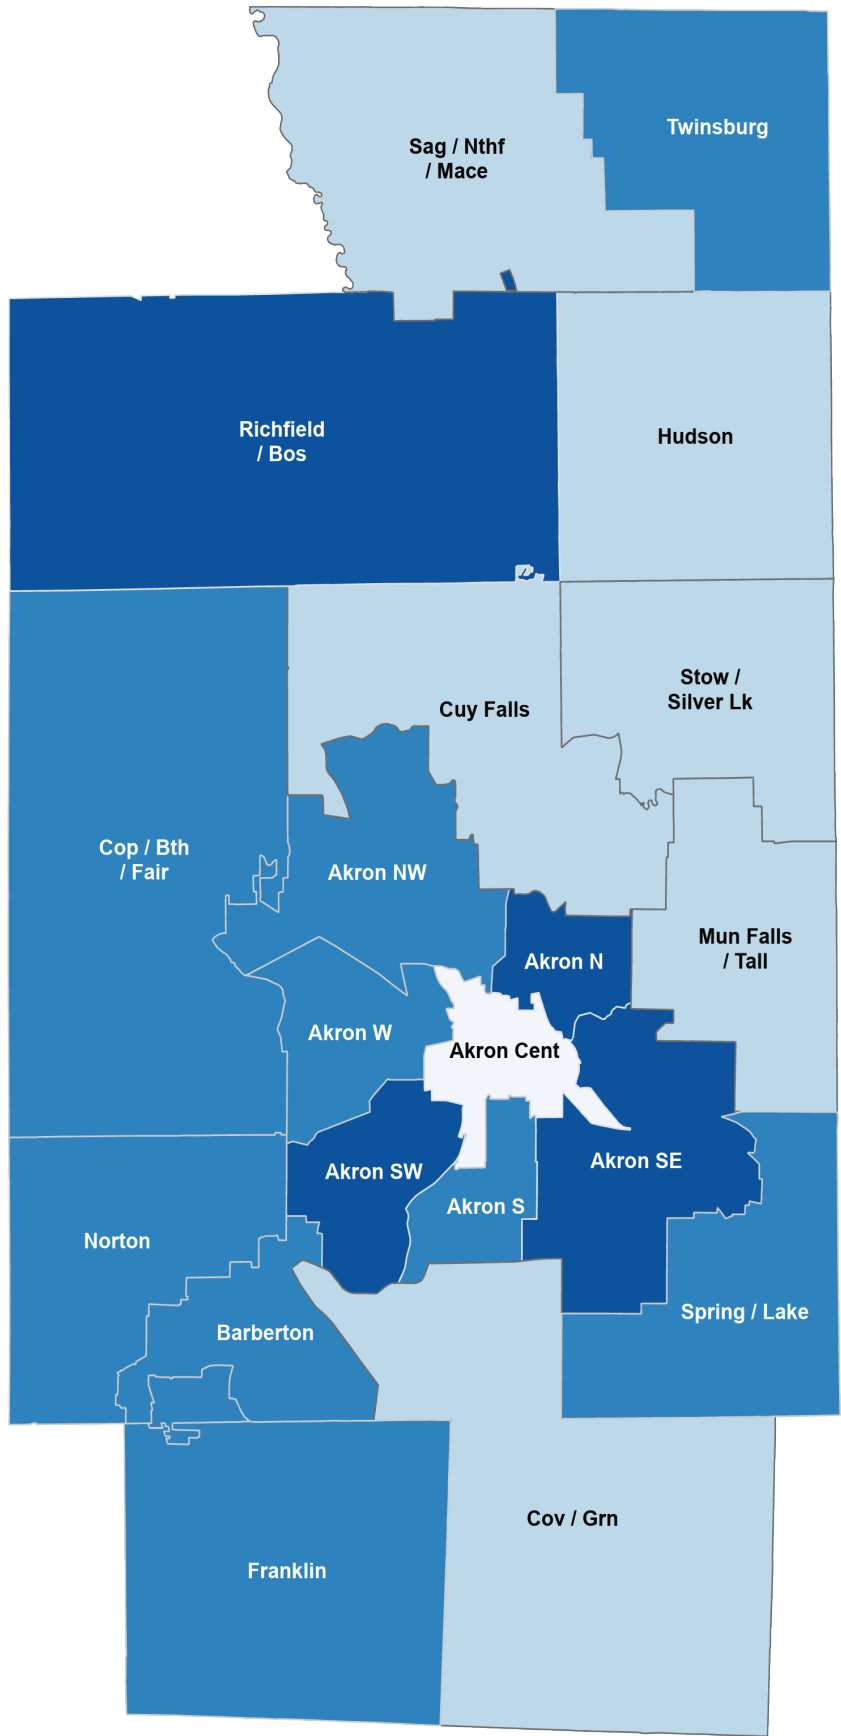 Twinsburg
Sag / Nthf
/ Mace
Richfield
/ Bos
Hudson
Stow /
Silver Lk
Cuy Falls
Cop / Bth
/ Fair
Akron NW
Mun Falls
/ Tall
Akron N
Akron W
Akron Cent
Akron SE
Akron SW
Akron S
Norton
Spring / Lake
Barberton
Cov / Grn
Franklin